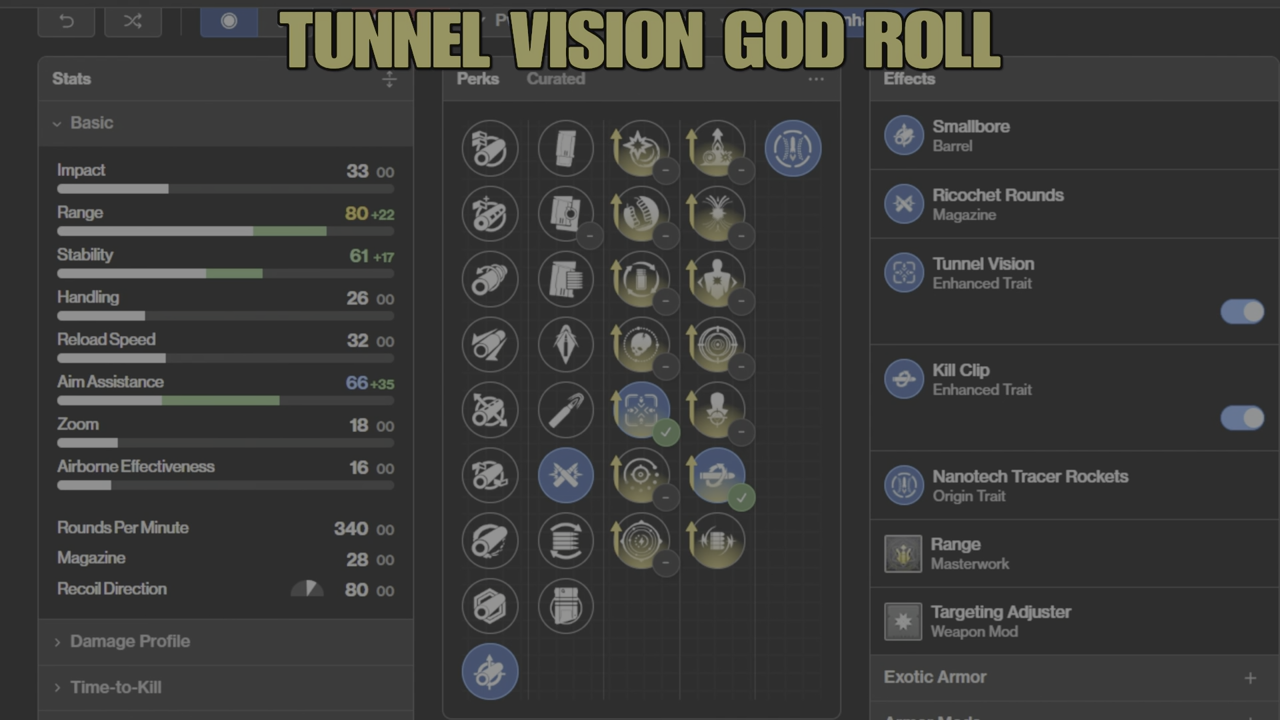 TUNNEL VISION GOD ROLL
Stats
Basic
Impact 33 00
Range 80 +22
Stability 61 +17
Handling 26 00
Reload Speed 32 00
Aim Assistance 66 +35
Zoom 18 00
Airborne Effectiveness 16 00
Rounds Per Minute 340 00
Magazine 28 00
Recoil Direction 80 00
Damage Profile
Time-to-Kill
Perks Curated
Effects
Smallbore
Barrel
Ricochet Rounds
Magazine
Tunnel Vision
Enhanced Trait
Kill Clip
Enhanced Trait
Nanotech Tracer Rockets
Origin Trait
Range
Masterwork
Targeting Adjuster
Weapon Mod
Exotic Armor